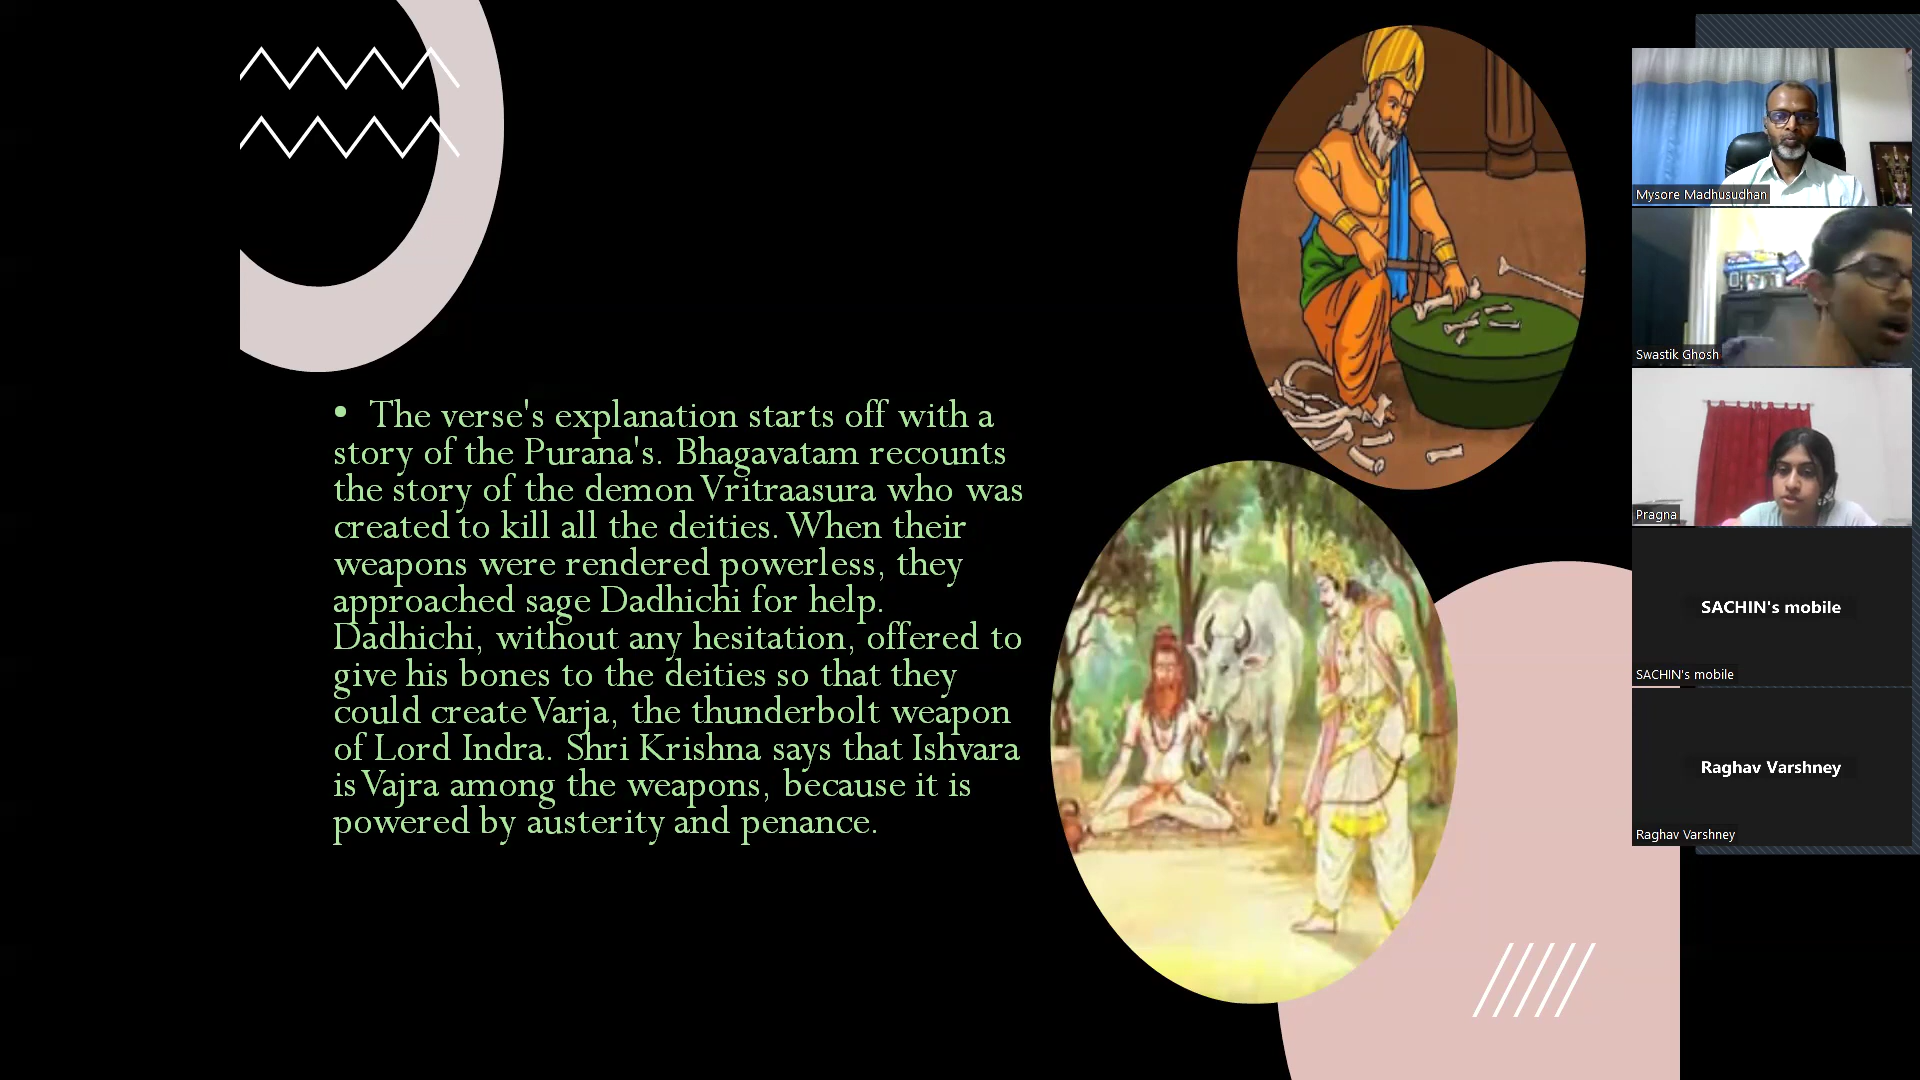 • The verse's explanation starts off with a
story of the Purana's. Bhagavatam recounts
the story of the demon Vritraasura who was
created to kill all the deities. When their
weapons were rendered powerless, they
approached sage Dadhichi for help.
Dadhichi, without any hesitation, offered to
give his bones to the deities so that they
could create Varja, the thunderbolt weapon
of Lord Indra. Shri Krishna says that Ishvara
is Vajra among the weapons, because it is
powered by austerity and penance.
Mysore Madhusudhan
Swastik Ghosh
Pragna
SACHIN's mobile
SACHIN's mobile
Raghav Varshney
Raghav Varshney